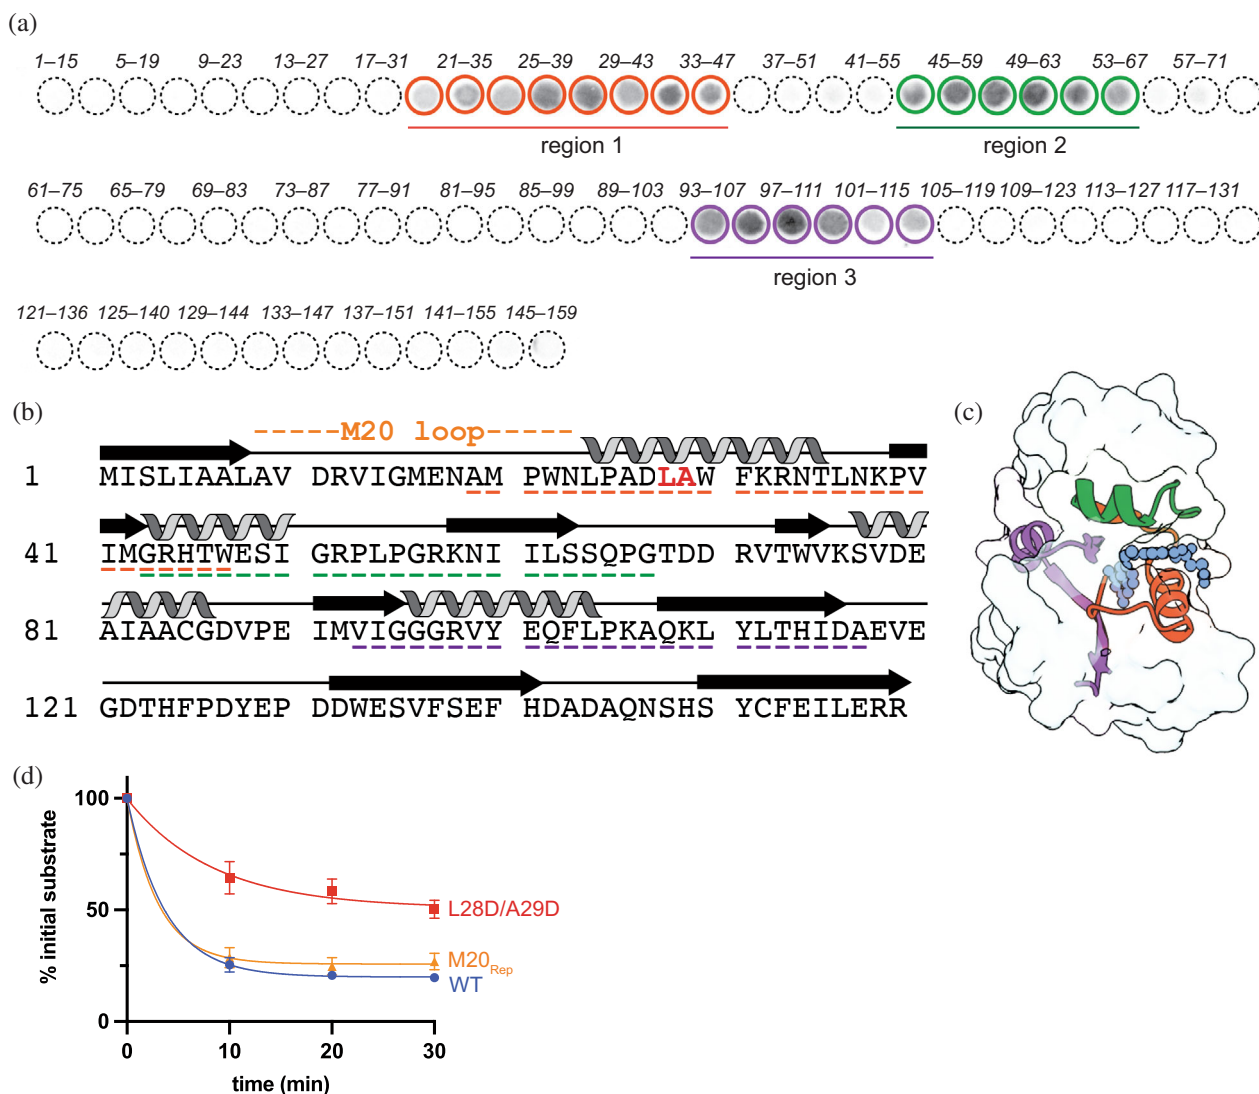 (a)
1–15 5–19 9–23 13–27 17–31 21–35 25–39 29–43 33–47 37–51 41–55 45–59 49–63 53–67 57–71
region 1 region 2
61–75 65–79 69–83 73–87 77–91 81–95 85–99 89–103 93–107 97–111 101–115 105–119 109–123 113–127 117–131
region 3
121–136 125–140 129–144 133–147 137–151 141–155 145–159
(b) (c)
M20 loop
1 MISLIAALAV DRVIGMENAM PWNLPADLAW FKRNTLNKPV
41 IMGRHTWESI GRPLPGRKNI ILSSQPGTDD RVTWVKSVDE
81 AIAACGDVPE IMVIGGGRVY EQFLPKAQKL YLTHIDAEVE
121 GDTHFPDYEP DDWESVFSEF HDADAQNSHS YCFEILERR
(d)
% initial substrate
100
50
0
L28D/A29D
M20Rep
WT
0 10 20 30
time (min)